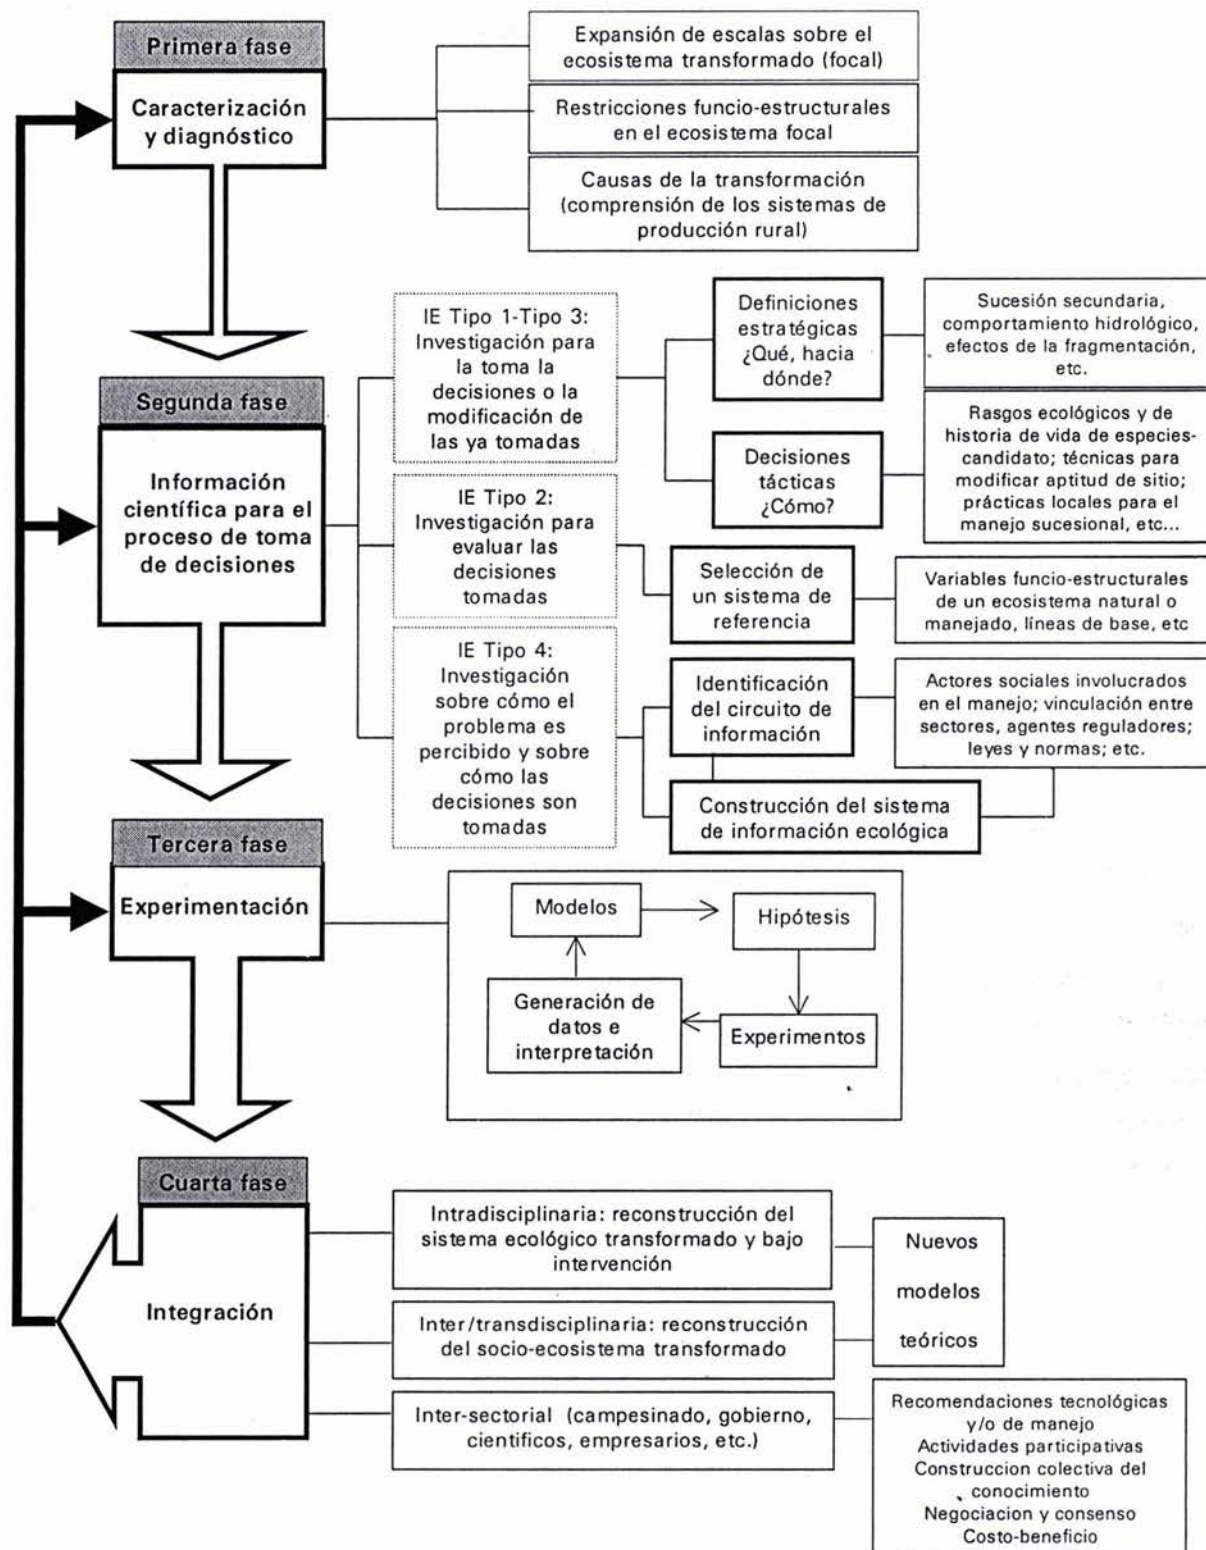 Primera fase
Caracterización
y diagnóstico
Expansión de escalas sobre el
ecosistema transformado (focal)
Restricciones funcio-estructurales
en el ecosistema focal
Causas de la transformación
(comprensión de los sistemas de
producción rural)
Segunda fase
Información
científica para el
proceso de toma
de decisiones
IE Tipo 1-Tipo 3:
Investigación para
la toma la
decisiones o la
modificación de
las ya tomadas
Definiciones
estratégicas
¿Qué, hacia
dónde?
Sucesión secundaria,
comportamiento hidrológico,
efectos de la fragmentación,
etc.
Decisiones
tácticas
¿Cómo?
Rasgos ecológicos y de
historia de vida de especies-
candidato; técnicas para
modificar aptitud de sitio;
prácticas locales para el
manejo sucesional, etc...
IE Tipo 2:
Investigación para
evaluar las
decisiones
tomadas
Selección de
un sistema de
referencia
Variables funcio-estructurales
de un ecosistema natural o
manejado, líneas de base, etc
IE Tipo 4:
Investigación
sobre cómo el
problema es
percibido y sobre
cómo las
decisiones son
tomadas
Identificación
del circuito de
información
Actores sociales involucrados
en el manejo; vinculación entre
sectores, agentes reguladores;
leyes y normas; etc.
Construcción del sistema
de información ecológica
Tercera fase
Experimentación
Modelos
Hipótesis
Generación de
datos e
interpretación
Experimentos
Cuarta fase
Integración
Intradisciplinaria: reconstrucción del
sistema ecológico transformado y bajo
intervención
Inter/transdisciplinaria: reconstrucción
del socio-ecosistema transformado
Nuevos
modelos
teóricos
Inter-sectorial (campesinado, gobierno,
científicos, empresarios, etc.)
Recomendaciones tecnológicas
y/o de manejo
Actividades participativas
Construccion colectiva del
conocimiento
Negociacion y consenso
Costo-beneficio